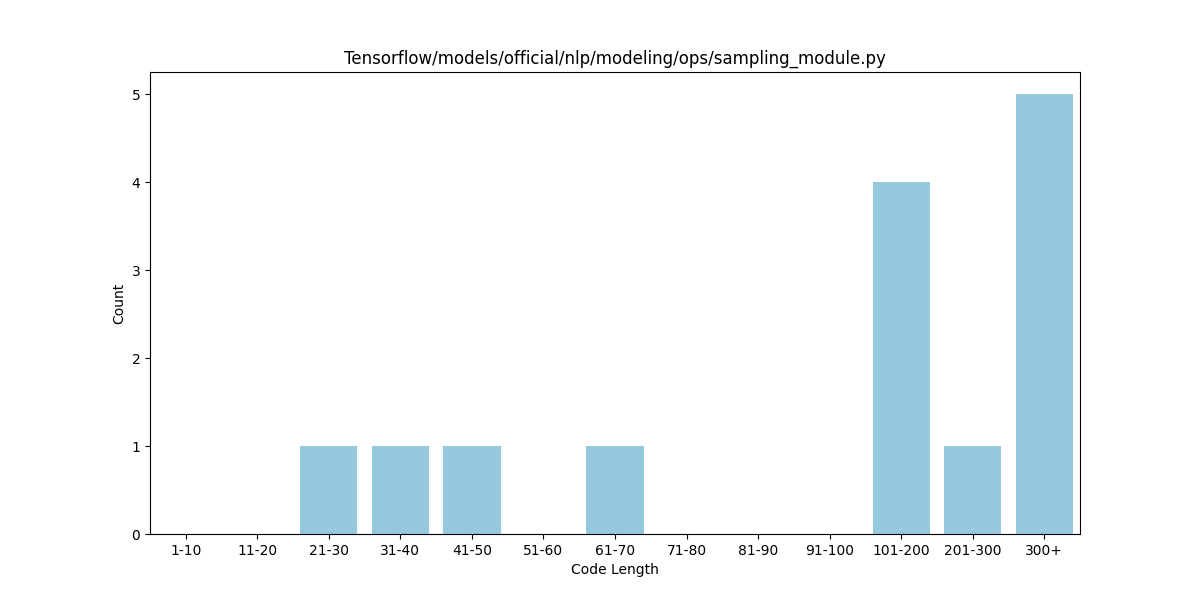 Tensorflow/models/official/nlp/modeling/ops/sampling_module.py
5
4
3
2
1
0
Count
1-10 11-20 21-30 31-40 41-50 51-60 61-70 71-80 81-90 91-100 101-200 201-300 300+
Code Length